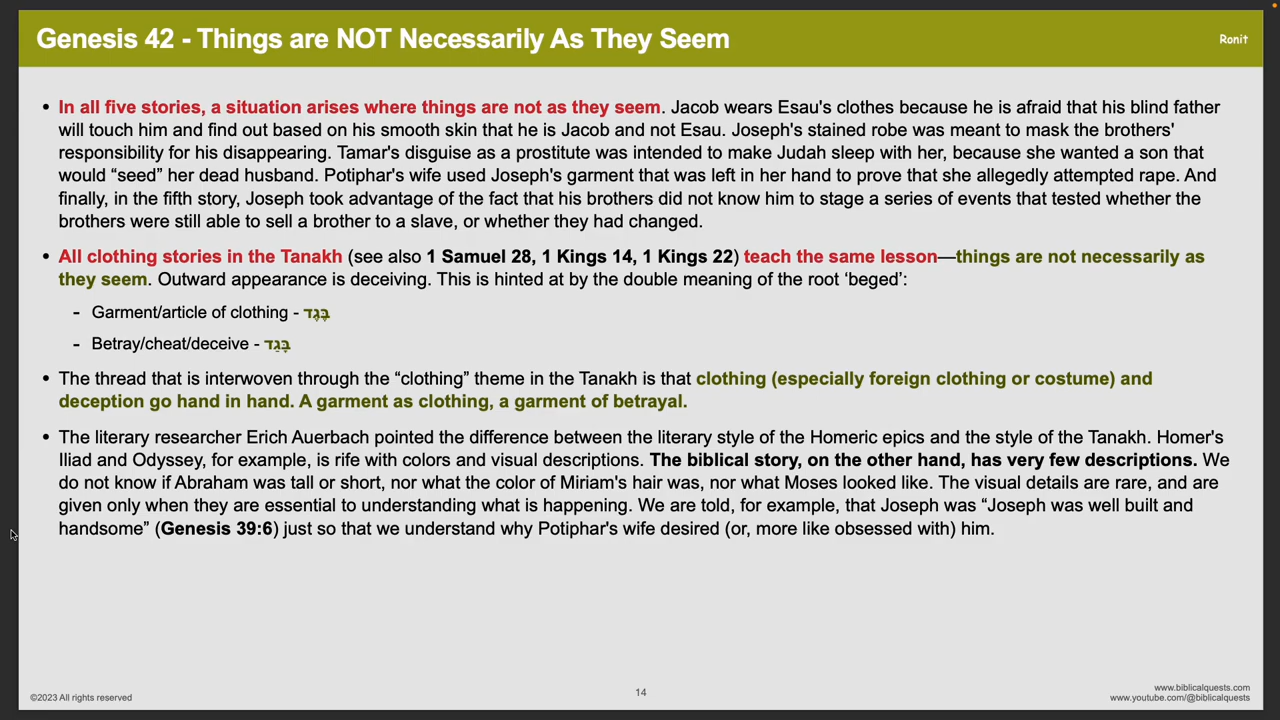 Genesis 42 - Things are NOT Necessarily As They Seem
Ronit
• In all five stories, a situation arises where things are not as they seem. Jacob wears Esau's clothes because he is afraid that his blind father
will touch him and find out based on his smooth skin that he is Jacob and not Esau. Joseph's stained robe was meant to mask the brothers'
responsibility for his disappearing. Tamar's disguise as a prostitute was intended to make Judah sleep with her, because she wanted a son that
would “seed” her dead husband. Potiphar's wife used Joseph's garment that was left in her hand to prove that she allegedly attempted rape. And
finally, in the fifth story, Joseph took advantage of the fact that his brothers did not know him to stage a series of events that tested whether the
brothers were still able to sell a brother to a slave, or whether they had changed.
• All clothing stories in the Tanakh (see also 1 Samuel 28, 1 Kings 14, 1 Kings 22) teach the same lesson—things are not necessarily as
they seem. Outward appearance is deceiving. This is hinted at by the double meaning of the root ‘beged’:
- Garment/article of clothing - בֶּגֶד
- Betray/cheat/deceive - בָּגַד
• The thread that is interwoven through the “clothing” theme in the Tanakh is that clothing (especially foreign clothing or costume) and
deception go hand in hand. A garment as clothing, a garment of betrayal.
• The literary researcher Erich Auerbach pointed the difference between the literary style of the Homeric epics and the style of the Tanakh. Homer's
Iliad and Odyssey, for example, is rife with colors and visual descriptions. The biblical story, on the other hand, has very few descriptions. We
do not know if Abraham was tall or short, nor what the color of Miriam's hair was, nor what Moses looked like. The visual details are rare, and are
given only when they are essential to understanding what is happening. We are told, for example, that Joseph was “Joseph was well built and
handsome” (Genesis 39:6) just so that we understand why Potiphar's wife desired (or, more like obsessed with) him.
©2023 All rights reserved
14
www.biblicalquests.com
www.youtube.com/@biblicalquests